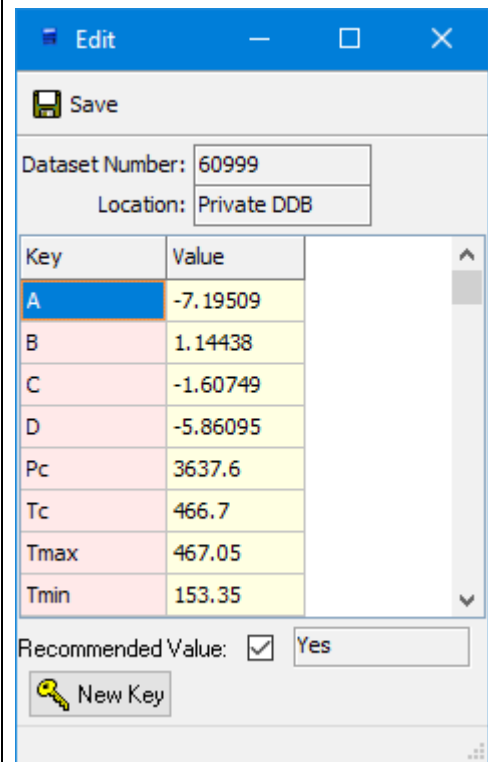 Edit
Save
Dataset Number: 60999
Location: Private DDB
Key Value
A -7.19509
B 1.14438
C -1.60749
D -5.86095
Pc 3637.6
Tc 466.7
Tmax 467.05
Tmin 153.35
Recommended Value: Yes
New Key